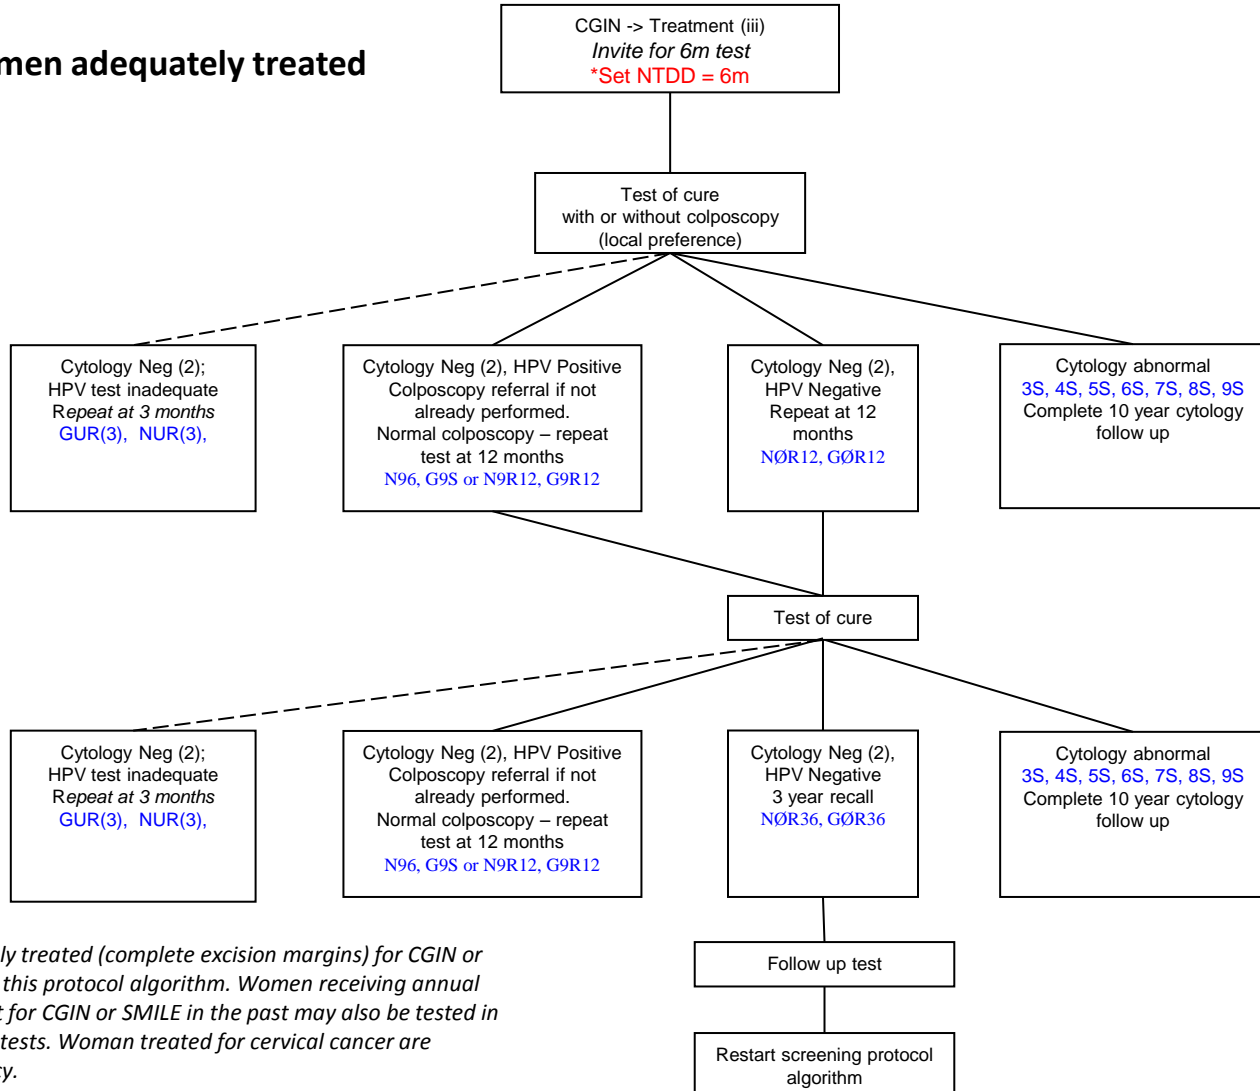 CGIN -> Treatment (iii)
Invite for 6m test
*Set NTDD = 6m
men adequately treated
Test of cure
with or without colposcopy
(local preference)
Cytology Neg (2);
HPV test inadequate
Repeat at 3 months
GUR(3), NUR(3),
Cytology Neg (2), HPV Positive
Colposcopy referral if not
already performed.
Normal colposcopy – repeat
test at 12 months
N96, G9S or N9R12, G9R12
Cytology Neg (2),
HPV Negative
Repeat at 12
months
NØR12, GØR12
Cytology abnormal
3S, 4S, 5S, 6S, 7S, 8S, 9S
Complete 10 year cytology
follow up
Test of cure
Cytology Neg (2);
HPV test inadequate
Repeat at 3 months
GUR(3), NUR(3),
Cytology Neg (2), HPV Positive
Colposcopy referral if not
already performed.
Normal colposcopy – repeat
test at 12 months
N96, G9S or N9R12, G9R12
Cytology Neg (2),
HPV Negative
3 year recall
NØR36, GØR36
Cytology abnormal
3S, 4S, 5S, 6S, 7S, 8S, 9S
Complete 10 year cytology
follow up
ly treated (complete excision margins) for CGIN or
this protocol algorithm. Women receiving annual
t for CGIN or SMILE in the past may also be tested in
tests. Woman treated for cervical cancer are
cy.
Follow up test
Restart screening protocol
algorithm